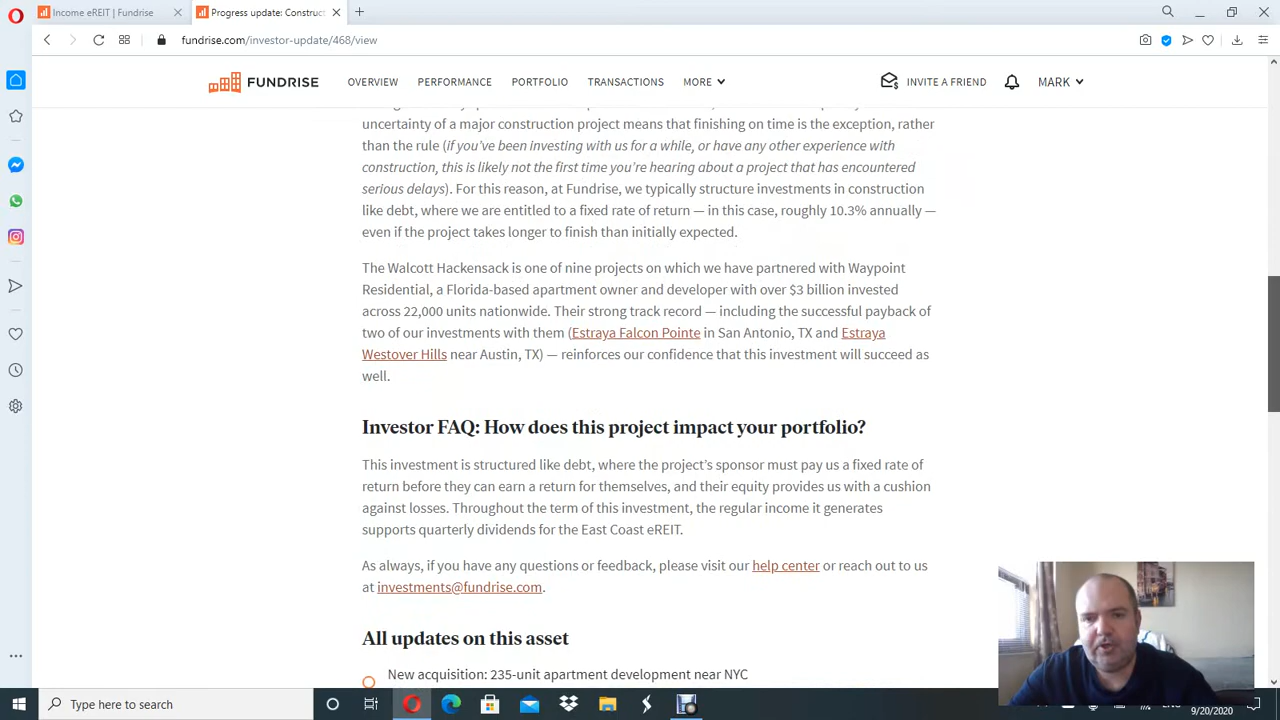 Income eREIT | Fundrise
Progress update: Construct
fundrise.com/investor-update/468/view
FUNDRISE
OVERVIEW
PERFORMANCE
PORTFOLIO
TRANSACTIONS
MORE
INVITE A FRIEND
MARK
uncertainty of a major construction project means that finishing on time is the exception, rather
than the rule (if you've been investing with us for a while, or have any other experience with
construction, this is likely not the first time you're hearing about a project that has encountered
serious delays). For this reason, at Fundrise, we typically structure investments in construction
like debt, where we are entitled to a fixed rate of return — in this case, roughly 10.3% annually —
even if the project takes longer to finish than initially expected.
The Walcott Hackensack is one of nine projects on which we have partnered with Waypoint
Residential, a Florida-based apartment owner and developer with over $3 billion invested
across 22,000 units nationwide. Their strong track record — including the successful payback of
two of our investments with them (Estraya Falcon Pointe in San Antonio, TX and Estraya
Westover Hills near Austin, TX) — reinforces our confidence that this investment will succeed as
well.
Investor FAQ: How does this project impact your portfolio?
This investment is structured like debt, where the project's sponsor must pay us a fixed rate of
return before they can earn a return for themselves, and their equity provides us with a cushion
against losses. Throughout the term of this investment, the regular income it generates
supports quarterly dividends for the East Coast eREIT.
As always, if you have any questions or feedback, please visit our help center or reach out to us
at investments@fundrise.com.
All updates on this asset
New acquisition: 235-unit apartment development near NYC
Type here to search
9/20/2020